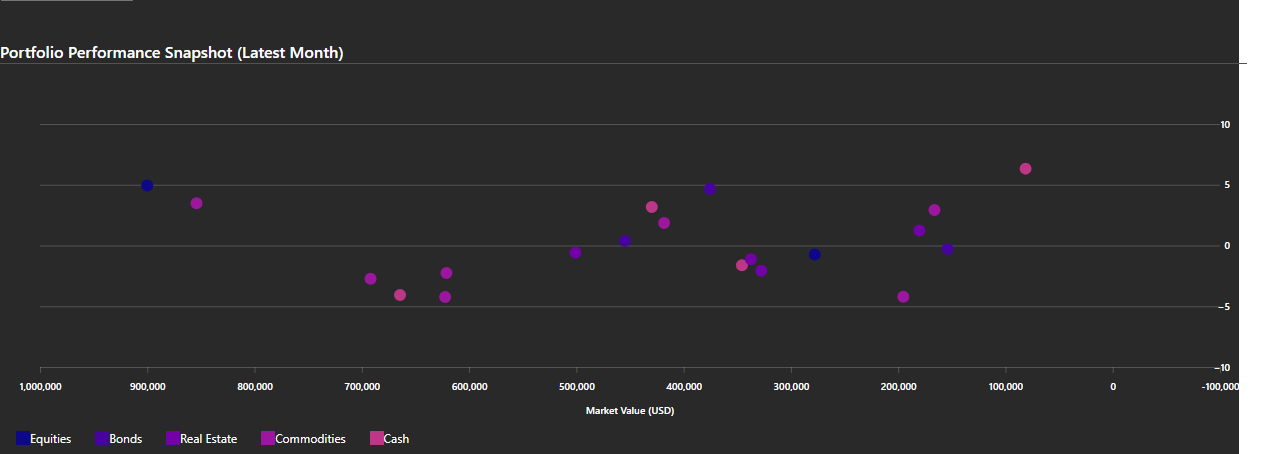 Portfolio Performance Snapshot (Latest Month)
10
5
0
−5
−10
1,000,000 900,000 800,000 700,000 600,000 500,000 400,000 300,000 200,000 100,000 0 -100,000
Market Value (USD)
Equities Bonds Real Estate Commodities Cash